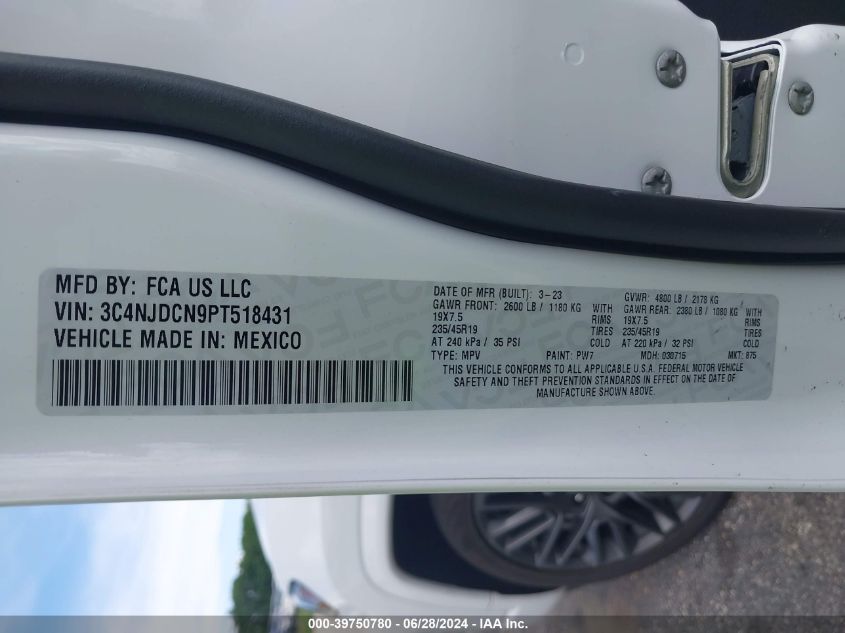 MFD BY: FCA US LLC
VIN: 3C4NJDCN9PT518431
VEHICLE MADE IN: MEXICO
DATE OF MFR (BUILT): 3-23
GAWR FRONT: 2600 LB / 1180 KG WITH
19X7.5 RIMS
235/45R19 TIRES
AT 240 kPa / 35 PSI COLD
GVWR: 4800 LB / 2178 KG
GAWR REAR: 2380 LB / 1080 KG WITH
19X7.5 RIMS
235/45R19 TIRES
AT 220 kPa / 32 PSI COLD
TYPE: MPV PAINT: PW7 MDH: 030715 MKT: 875
THIS VEHICLE CONFORMS TO ALL APPLICABLE U.S.A. FEDERAL MOTOR VEHICLE
SAFETY AND THEFT PREVENTION STANDARDS IN EFFECT ON THE DATE OF
MANUFACTURE SHOWN ABOVE.
000-39750780 - 06/28/2024 - IAA Inc.